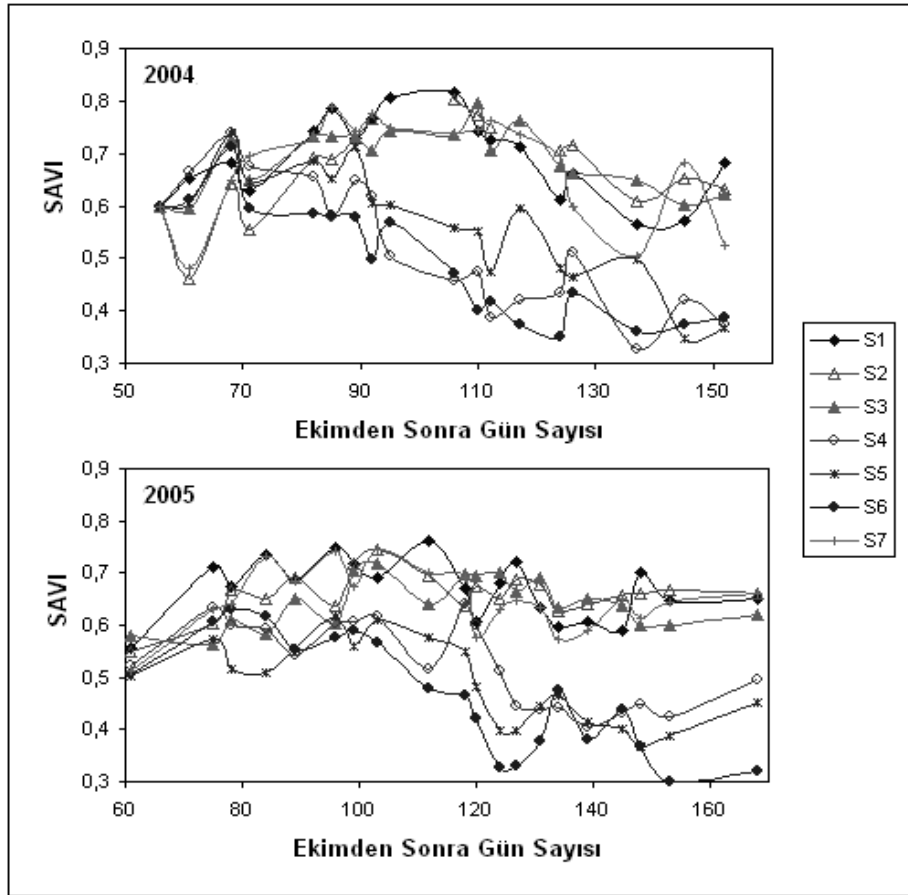 0,9
2004
0,8
0,7
0,6
0,5
0,4
0,3
SAVI
50 70 90 110 130 150
Ekimden Sonra Gün Sayısı
S1
S2
S3
S4
S5
S6
S7
0,9
2005
0,8
0,7
0,6
0,5
0,4
0,3
SAVI
60 80 100 120 140 160
Ekimden Sonra Gün Sayısı